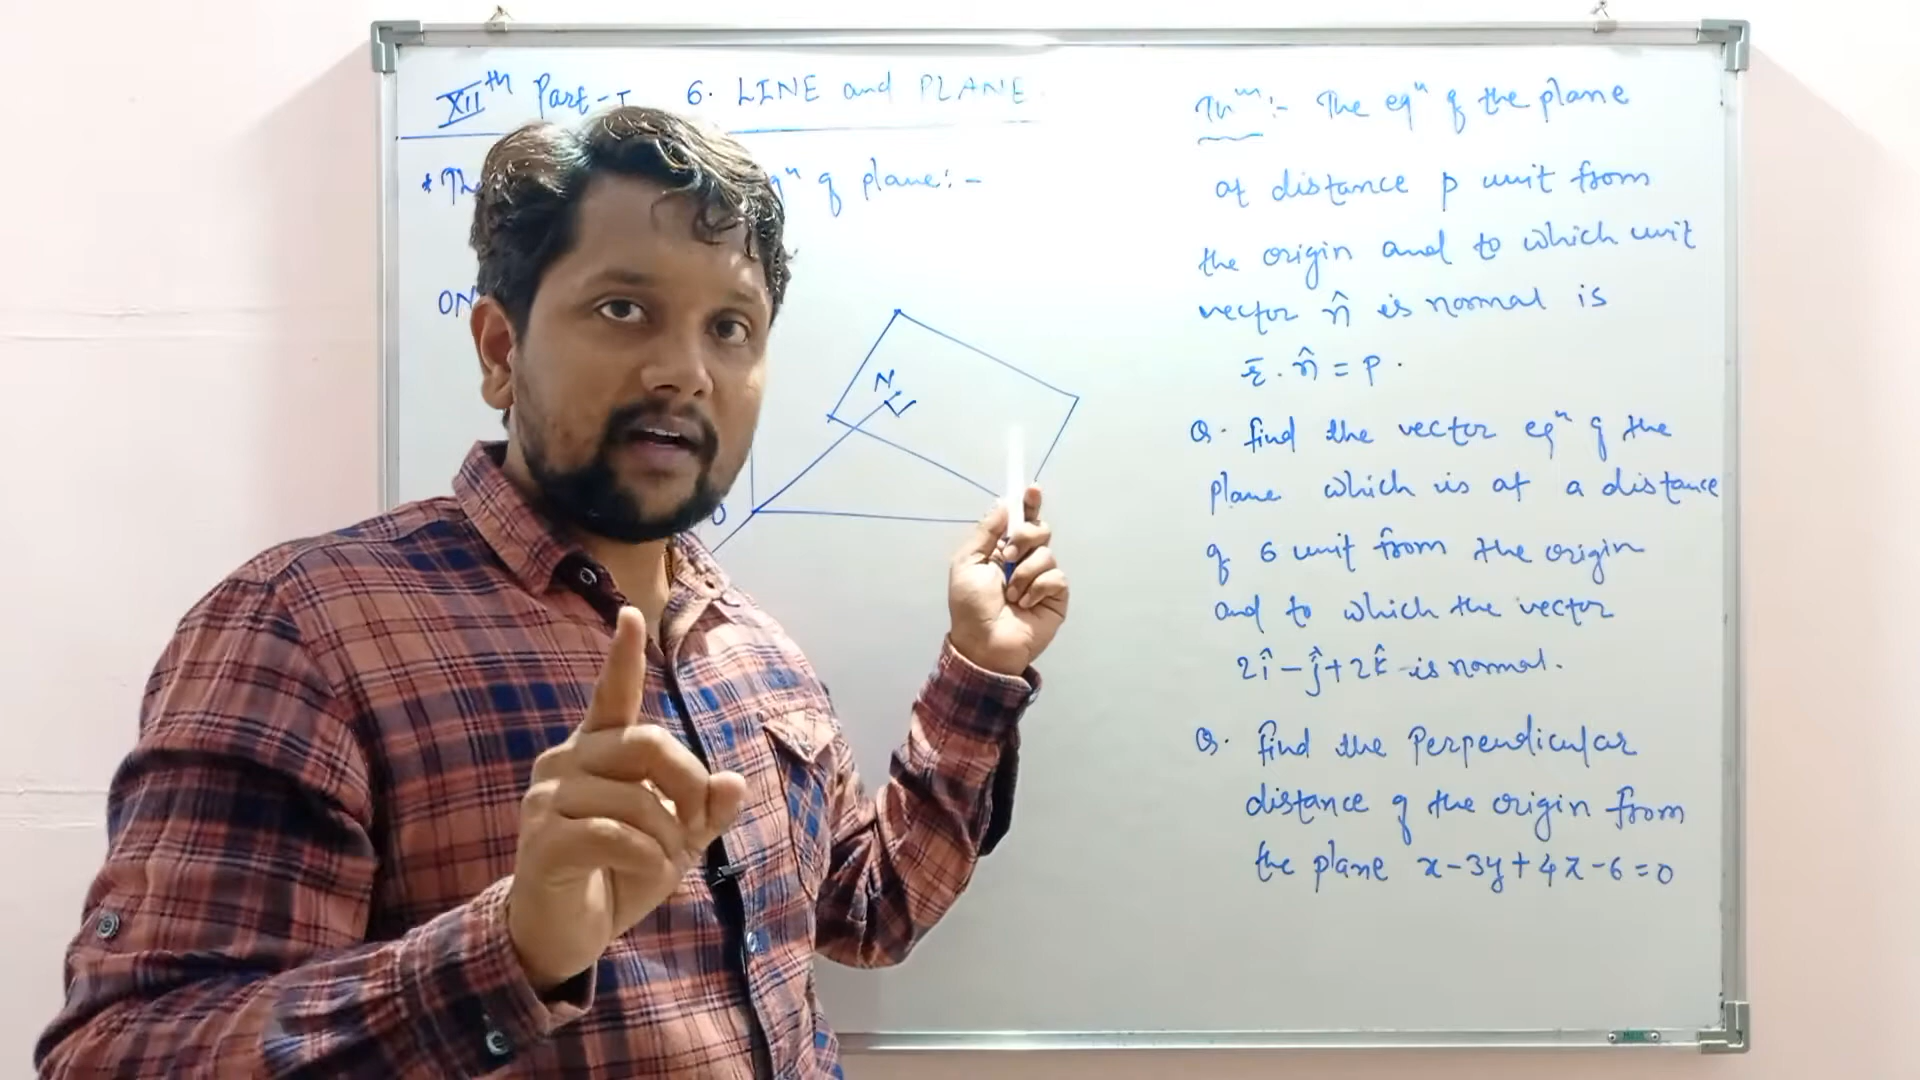 XIIth Part-I 6. LINE and PLANE.
* The eqn of plane:-
ON
N
O
Thm:- The eqn of the plane
at distance p unit from
the origin and to which unit
vector n̂ is normal is
r̄. n̂ = p.
Q. find the vector eqn of the
plane which is at a distance
of 6 unit from the origin
and to which the vector
2î - ĵ + 2k̂ is normal.
Q. find the Perpendicular
distance of the origin from
the plane x-3y+4z-6=0